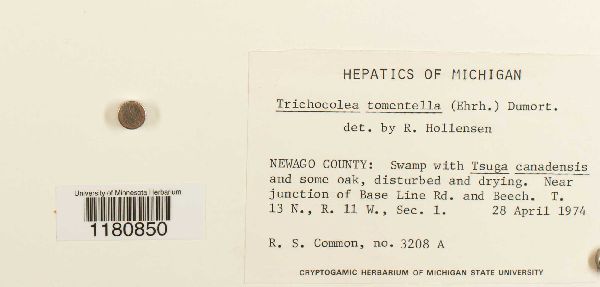 HEPATICS OF MICHIGAN
Trichocolea tomentella (Ehrh.) Dumort.
det. by R. Hollensen
NEWAGO COUNTY: Swamp with Tsuga canadensis
and some oak, disturbed and drying. Near
junction of Base Line Rd. and Beech. T.
13 N., R. 11 W., Sec. 1. 28 April 1974
R. S. Common, no. 3208 A
CRYPTOGAMIC HERBARIUM OF MICHIGAN STATE UNIVERSITY
University of Minnesota Herbarium
1180850